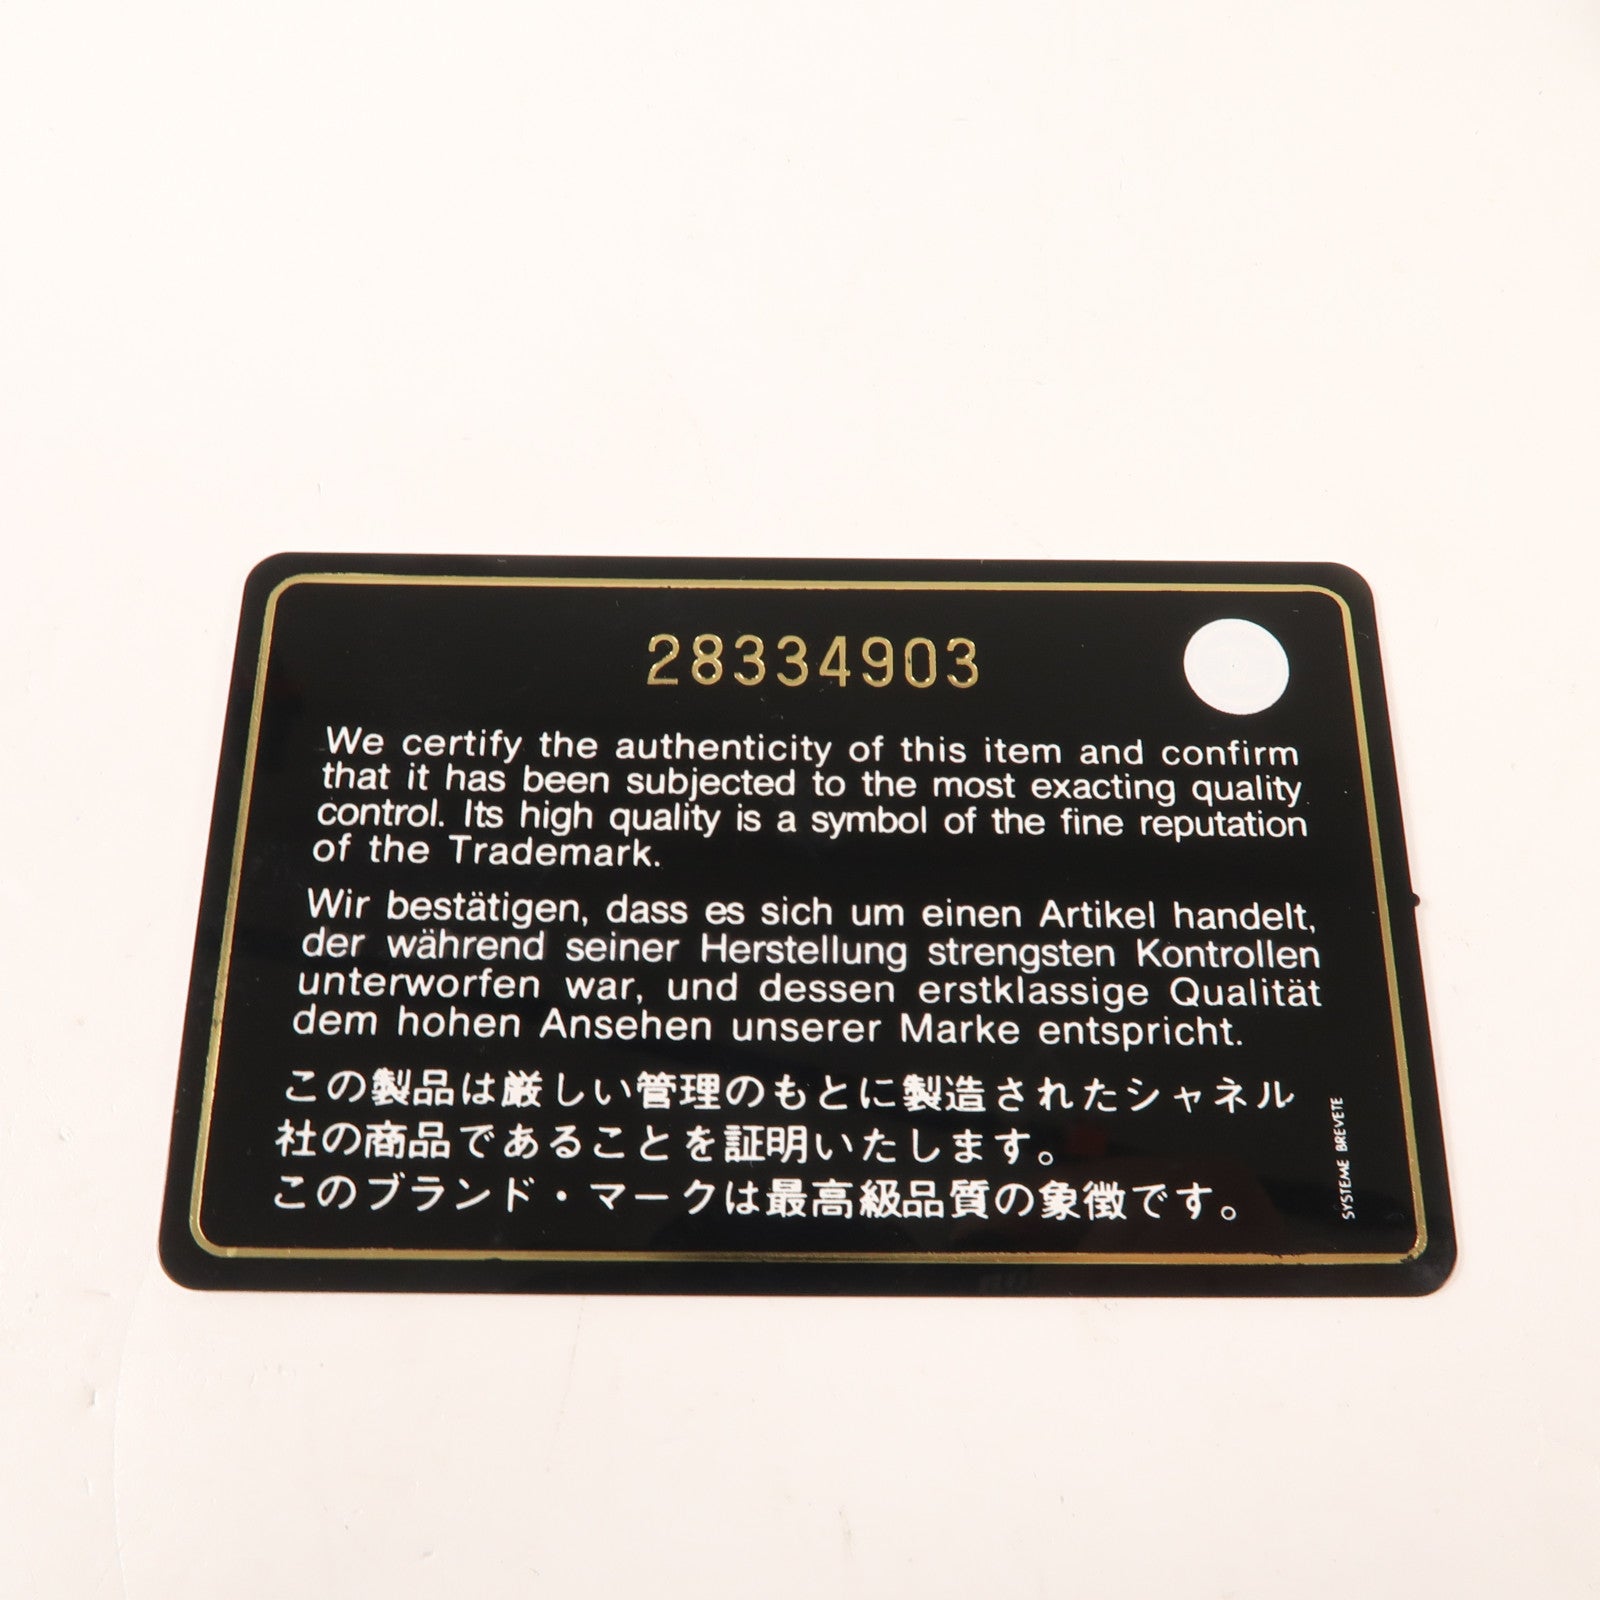 28334903
We certify the authenticity of this item and confirm
that it has been subjected to the most exacting quality
control. Its high quality is a symbol of the fine reputation
of the Trademark.
Wir bestätigen, dass es sich um einen Artikel handelt,
der während seiner Herstellung strengsten Kontrollen
unterworfen war, und dessen erstklassige Qualität
dem hohen Ansehen unserer Marke entspricht.
この製品は厳しい管理のもとに製造されたシャネル
社の商品であることを証明いたします。
このブランド・マークは最高級品質の象徴です。
SYSTEME BREVETE